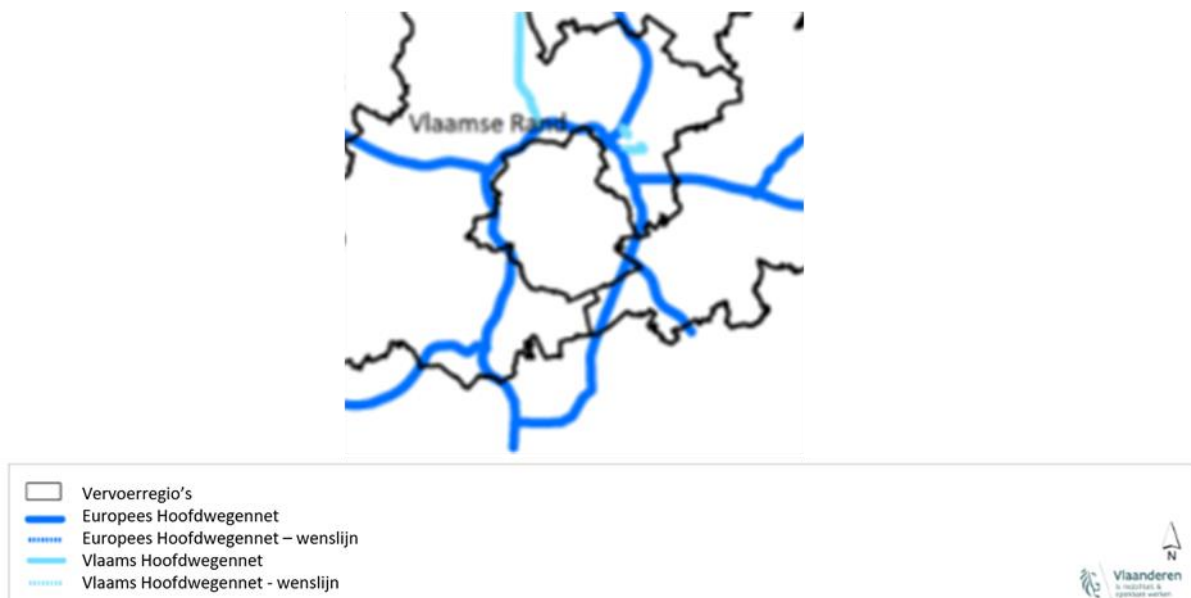 Vlaamse Rand
Vervoerregio's
Europees Hoofdwegennet
Europees Hoofdwegennet – wenslijn
Vlaams Hoofdwegennet
Vlaams Hoofdwegennet - wenslijn
N
Vlaanderen